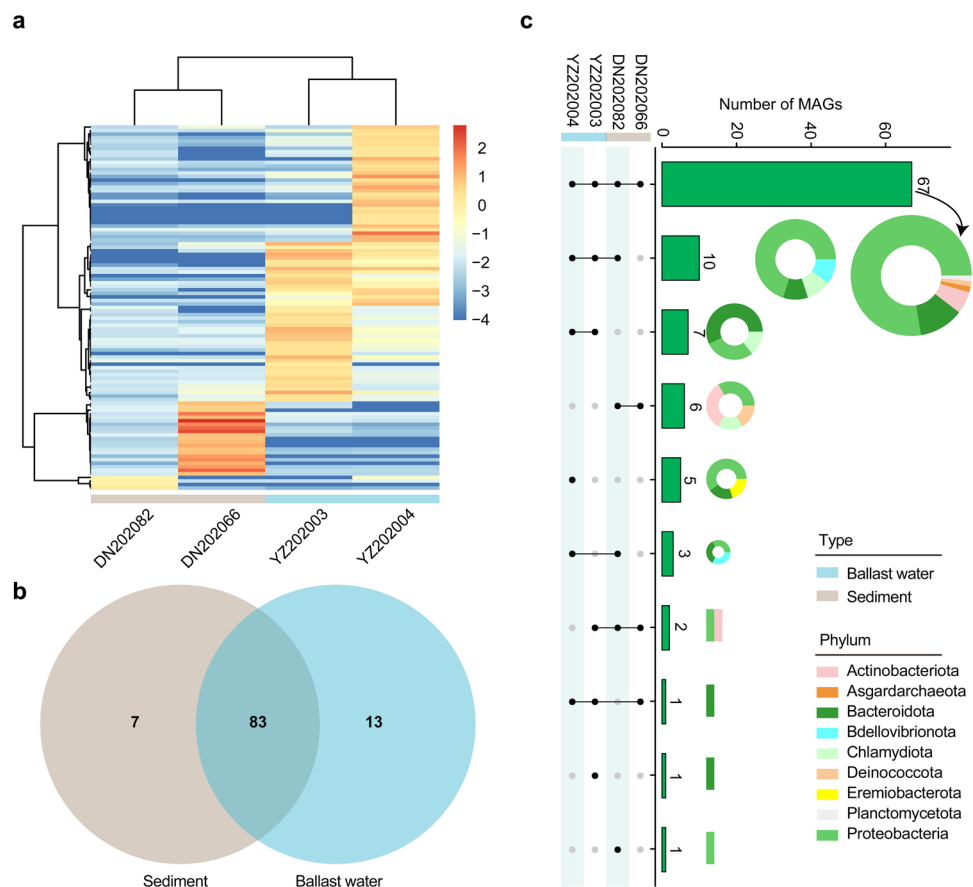 a
2
1
0
−1
−2
−3
−4
DN202082
DN202066
YZ202003
YZ202004
b
7
83
13
Sediment
Ballast water
c
YZ202004
YZ202003
DN202082
DN202066
Number of MAGs
0
20
40
60
67
10
7
6
5
3
2
1
1
1
Type
Ballast water
Sediment
Phylum
Actinobacteriota
Asgardarchaeota
Bacteroidota
Bdellovibrionota
Chlamydiota
Deinococcota
Eremiobacterota
Planctomycetota
Proteobacteria